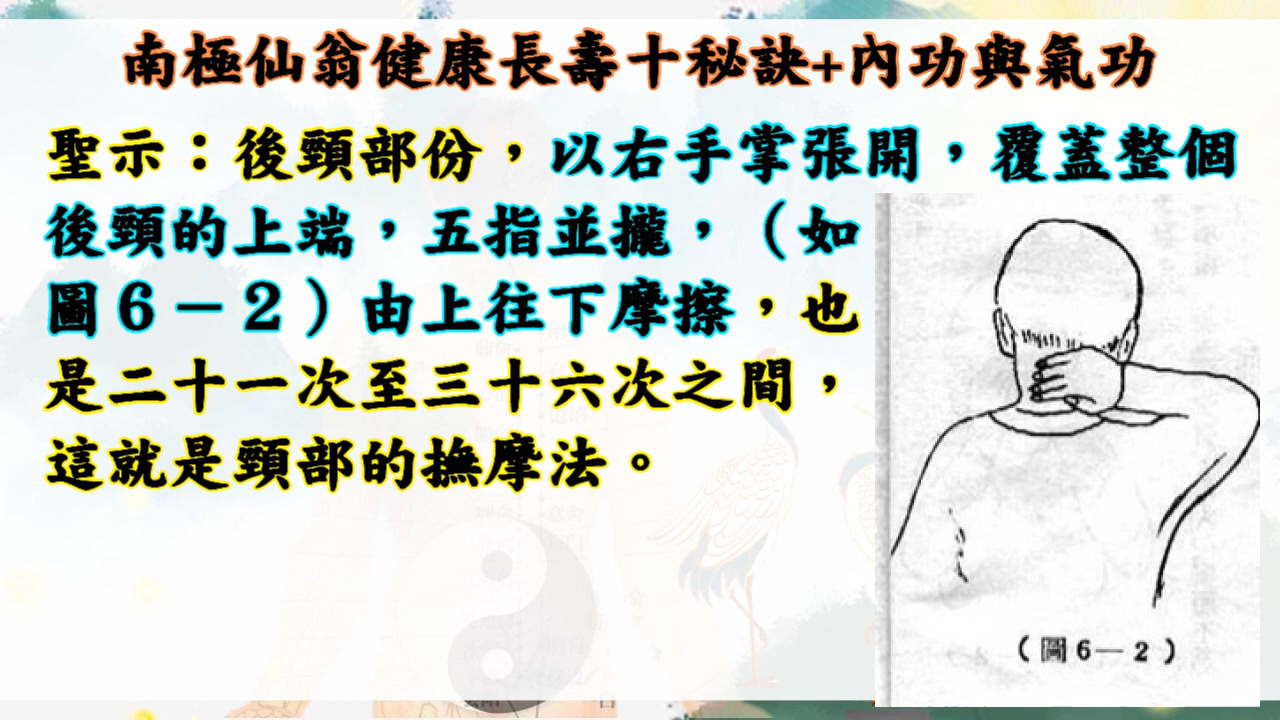 南極仙翁健康長壽十秘訣+內功與氣功
聖示：後頸部份，以右手掌張開，覆蓋整個
後頸的上端，五指並攏，（如
圖６－２）由上往下摩擦，也
是二十一次至三十六次之間，
這就是頸部的撫摩法。
（圖6—2）